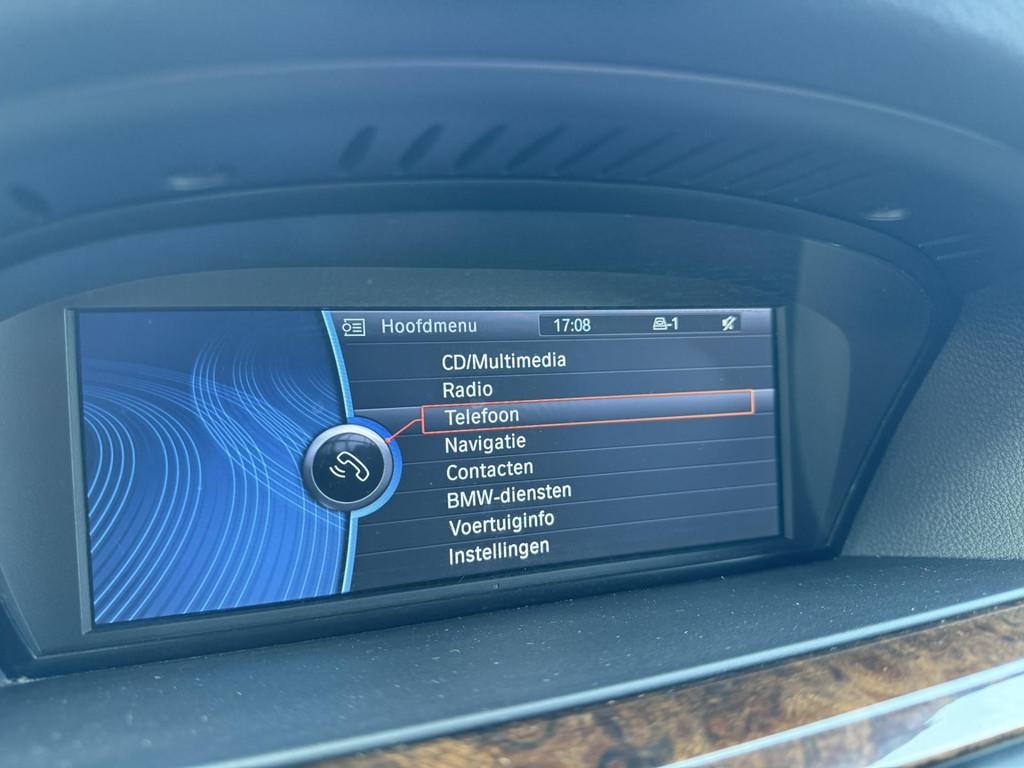 Hoofdmenu 17:08 -1
CD/Multimedia
Radio
Telefoon
Navigatie
Contacten
BMW-diensten
Voertuiginfo
Instellingen